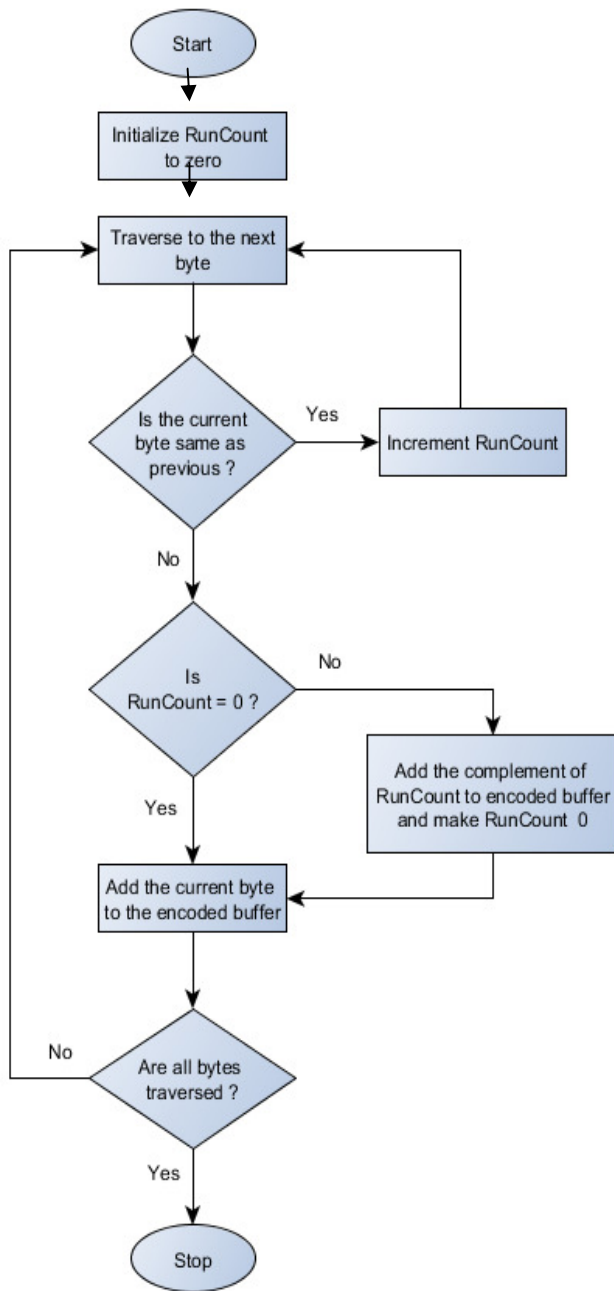 Start
Initialize RunCount
to zero
Traverse to the next
byte
Is the current
byte same as
previous ?
Yes
Increment RunCount
No
Is
RunCount = 0 ?
No
Add the complement of
RunCount to encoded buffer
and make RunCount 0
Yes
Add the current byte
to the encoded buffer
Are all bytes
traversed ?
No
Yes
Stop